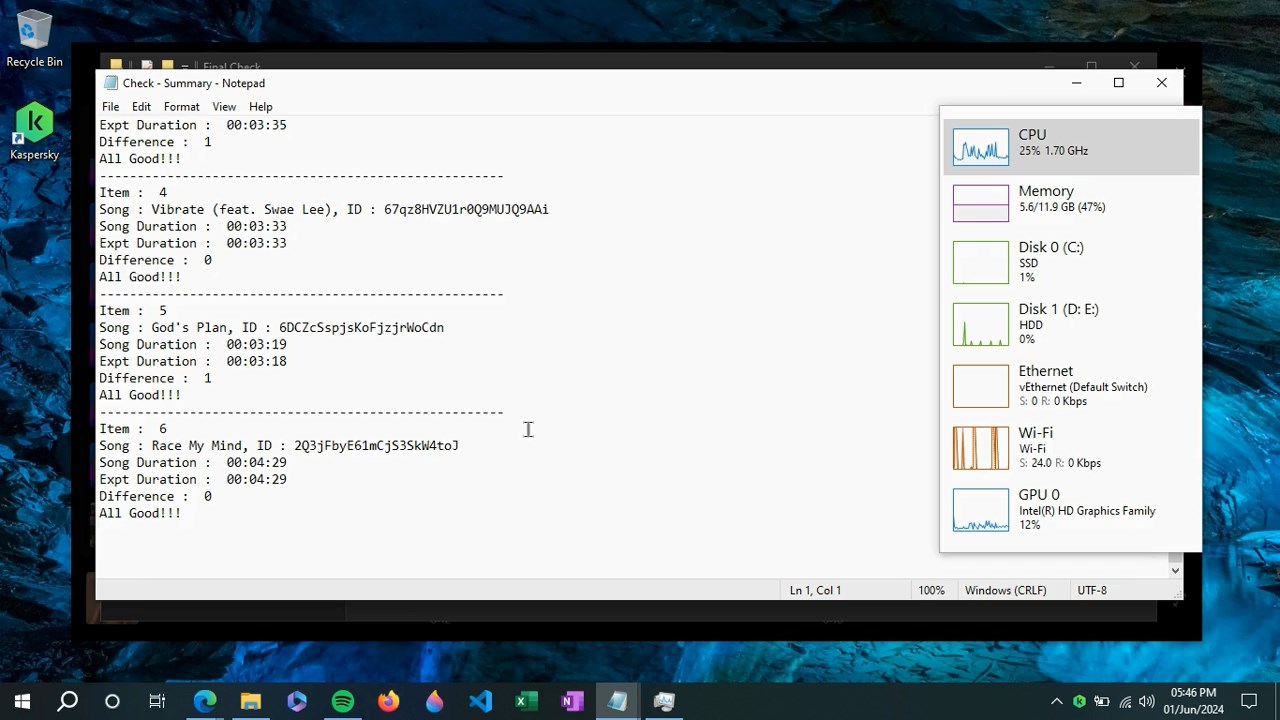 Recycle Bin
Kaspersky
Final Check
Check - Summary - Notepad
File Edit Format View Help
Expt Duration :  00:03:35
Difference :  1
All Good!!!
------------------------------------------------------
Item :  4
Song : Vibrate (feat. Swae Lee), ID : 67qz8HVZU1r0Q9MUJQ9AAi
Song Duration :  00:03:33
Expt Duration :  00:03:33
Difference :  0
All Good!!!
------------------------------------------------------
Item :  5
Song : God's Plan, ID : 6DCZcSspjsKoFjzjrWoCdn
Song Duration :  00:03:19
Expt Duration :  00:03:18
Difference :  1
All Good!!!
------------------------------------------------------
Item :  6
Song : Race My Mind, ID : 2Q3jFbyE61mCjS3SkW4toJ
Song Duration :  00:04:29
Expt Duration :  00:04:29
Difference :  0
All Good!!!
Ln 1, Col 1 100% Windows (CRLF) UTF-8
CPU
25% 1.70 GHz
Memory
5.6/11.9 GB (47%)
Disk 0 (C:)
SSD
1%
Disk 1 (D: E:)
HDD
0%
Ethernet
vEthernet (Default Switch)
S: 0 R: 0 Kbps
Wi-Fi
Wi-Fi
S: 24.0 R: 0 Kbps
GPU 0
Intel(R) HD Graphics Family
12%
05:46 PM
01/Jun/2024